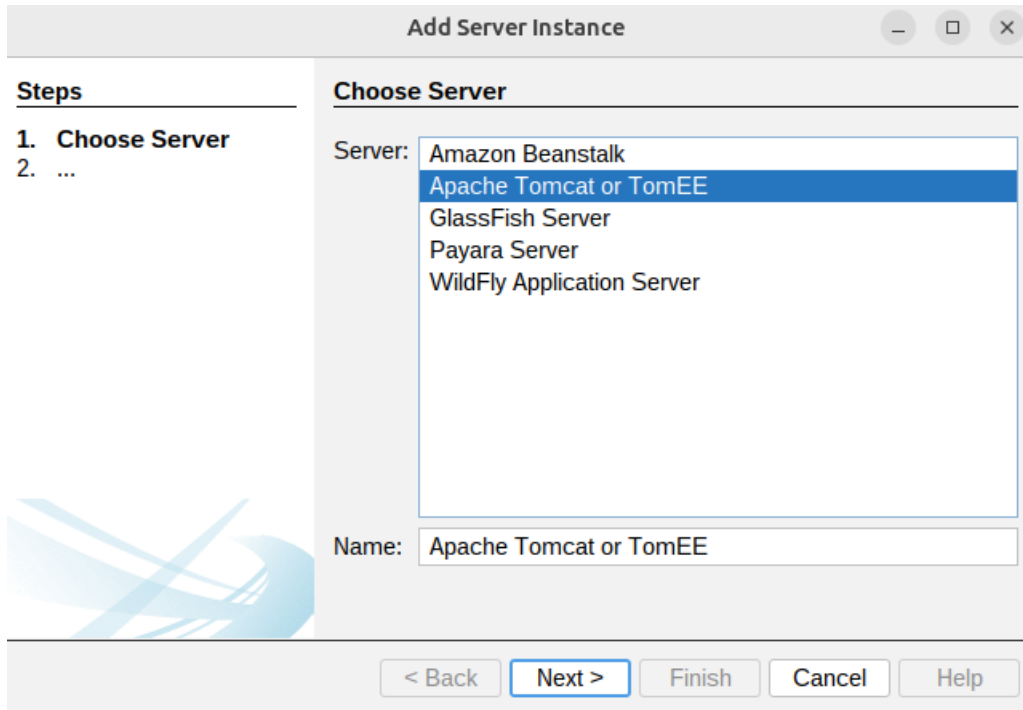 Add Server Instance
Steps
1. Choose Server
2. ...
Choose Server
Server:
Amazon Beanstalk
Apache Tomcat or TomEE
GlassFish Server
Payara Server
WildFly Application Server
Name: Apache Tomcat or TomEE
< Back Next > Finish Cancel Help